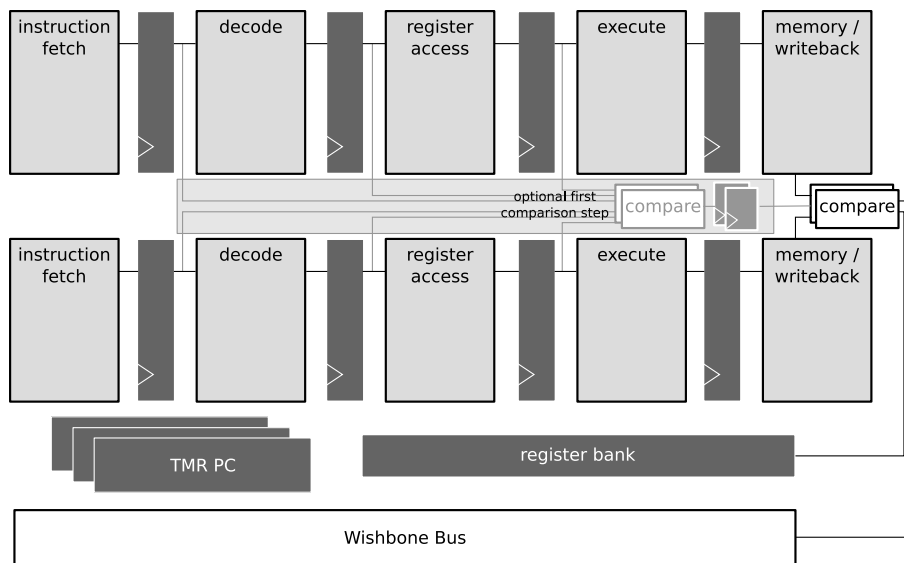 instruction
fetch
decode
register
access
execute
memory /
writeback
optional first
comparison step
compare
compare
instruction
fetch
decode
register
access
execute
memory /
writeback
TMR PC
register bank
Wishbone Bus